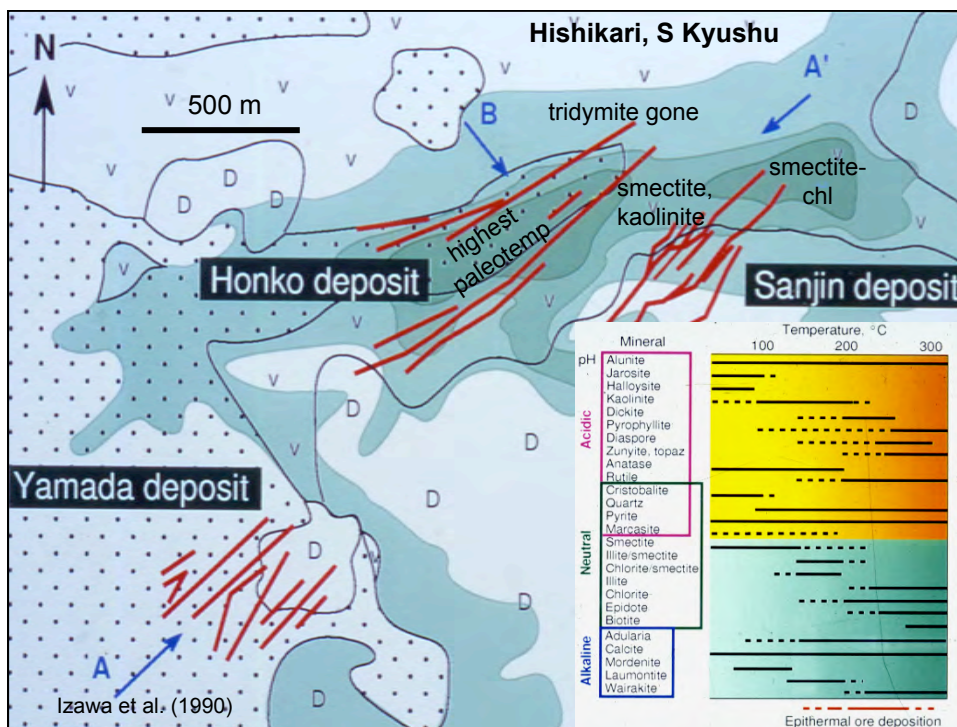 Hishikari, S Kyushu
N
500 m
A'
B
tridymite gone
smectite,
kaolinite
smectite-
chl
highest
paleotemp
Honko deposit
Sanjin deposit
Yamada deposit
A
Izawa et al. (1990)
v v v v v v v v v v v v
D D D D D D D D D D
Temperature, °C
Mineral 100 200 300
pH
Acidic
Alunite
Jarosite
Halloysite
Kaolinite
Dickite
Pyrophyllite
Diaspore
Zunyite, topaz
Anatase
Rutile
Neutral
Cristobalite
Quartz
Pyrite
Marcasite
Smectite
Illite/smectite
Chlorite/smectite
Illite
Chlorite
Epidote
Biotite
Alkaline
Adularia
Calcite
Mordenite
Laumontite
Wairakite
Epithermal ore deposition